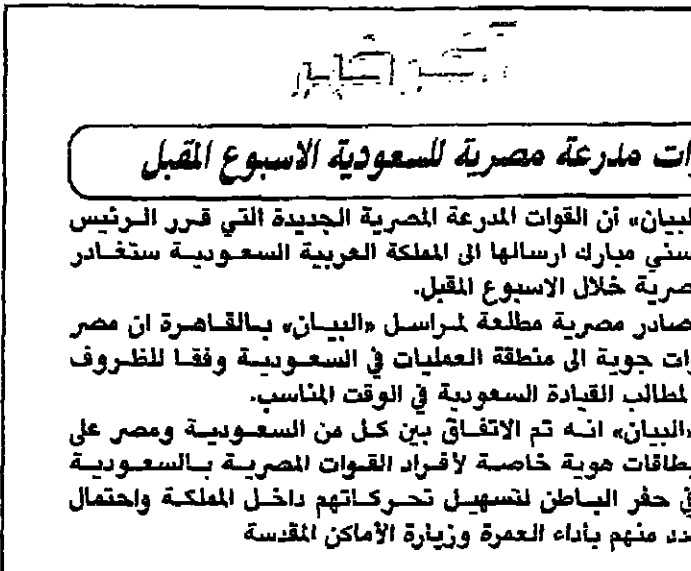 ات مدرعة مصرية للسعودية الاسبوع المقبل
لبيان» أن القوات المدرعة المصرية الجديدة التي قرر الرئيس
سني مبارك ارسالها الى المملكة العربية السعودية ستغادر
صرية خلال الاسبوع المقبل.
صادر مصرية مطلعة لمراسل «البيان» بالقاهرة ان مصر
ات جوية الى منطقة العمليات في السعودية وفقا للظروف
لمطالب القيادة السعودية في الوقت المناسب.
«البيان» انه تم الاتفاق بين كل من السعودية ومصر على
بطاقات هوية خاصة لأفراد القوات المصرية بالسعودية
في حفر الباطن لتسهيل تحركاتهم داخل المملكة واحتمال
دد منهم بأداء العمرة وزيارة الأماكن المقدسة